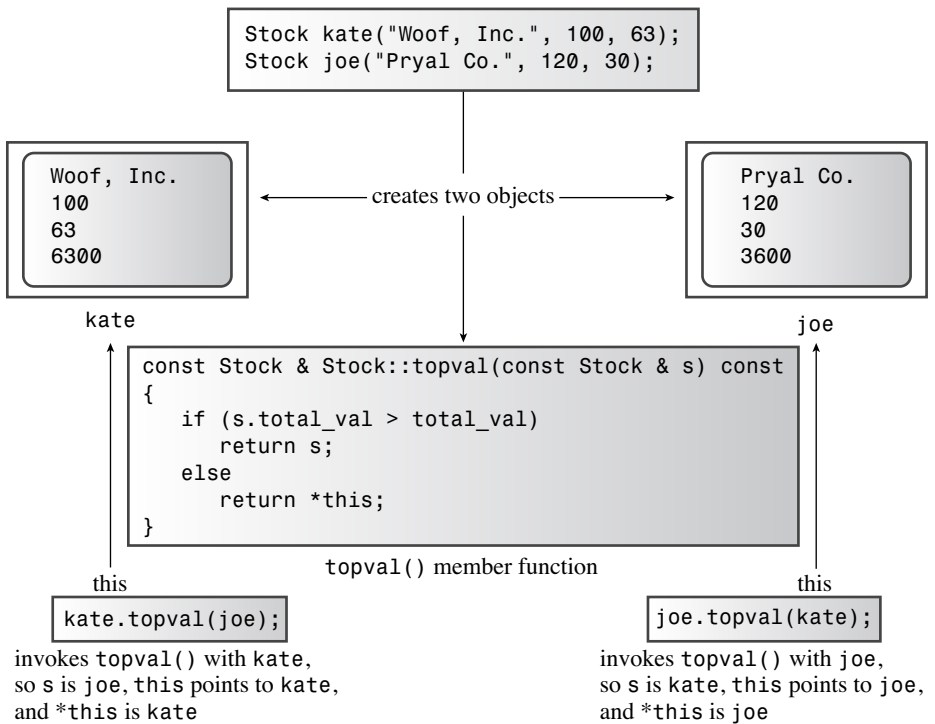 Stock kate("Woof, Inc.", 100, 63);
Stock joe("Pryal Co.", 120, 30);
Woof, Inc.
100
63
6300
kate
creates two objects
Pryal Co.
120
30
3600
joe
const Stock & Stock::topval(const Stock & s) const
{
if (s.total_val > total_val)
return s;
else
return *this;
}
topval() member function
this
kate.topval(joe);
invokes topval() with kate,
so s is joe, this points to kate,
and *this is kate
this
joe.topval(kate);
invokes topval() with joe,
so s is kate, this points to joe,
and *this is joe